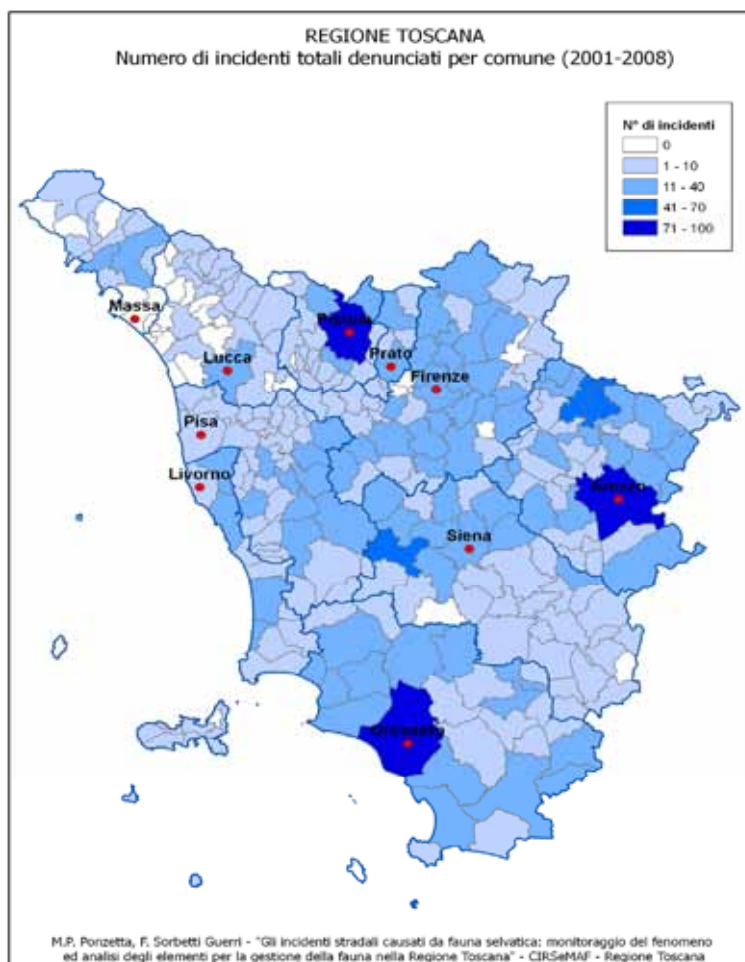 REGIONE TOSCANA
Numero di incidenti totali denunciati per comune (2001-2008)
N° di incidenti
0
1 - 10
11 - 40
41 - 70
71 - 100
Massa
Pistoia
Prato
Lucca
Firenze
Pisa
Livorno
Arezzo
Siena
Grosseto
M.P. Ponzetta, F. Sorbetti Guerri - "Gli incidenti stradali causati da fauna selvatica: monitoraggio del fenomeno
ed analisi degli elementi per la gestione della fauna nella Regione Toscana" - CIRSeMAF - Regione Toscana